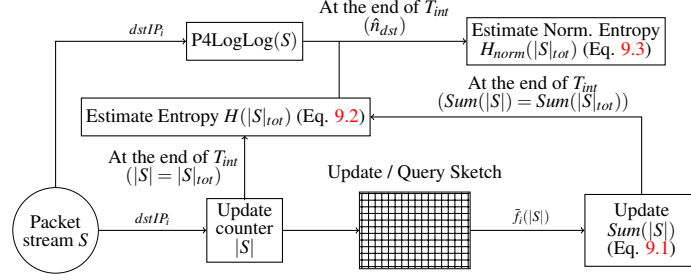 At the end of T_int
dstIP_i
P4LogLog(S)
(n̂_dst)
Estimate Norm. Entropy
H_norm(|S|_tot) (Eq. 9.3)
At the end of T_int
(Sum(|S|) = Sum(|S|_tot))
Estimate Entropy H(|S|_tot) (Eq. 9.2)
At the end of T_int
(|S| = |S|_tot)
Update / Query Sketch
Packet
stream S
dstIP_i
Update
counter
|S|
f̄_i(|S|)
Update
Sum(|S|)
(Eq. 9.1)